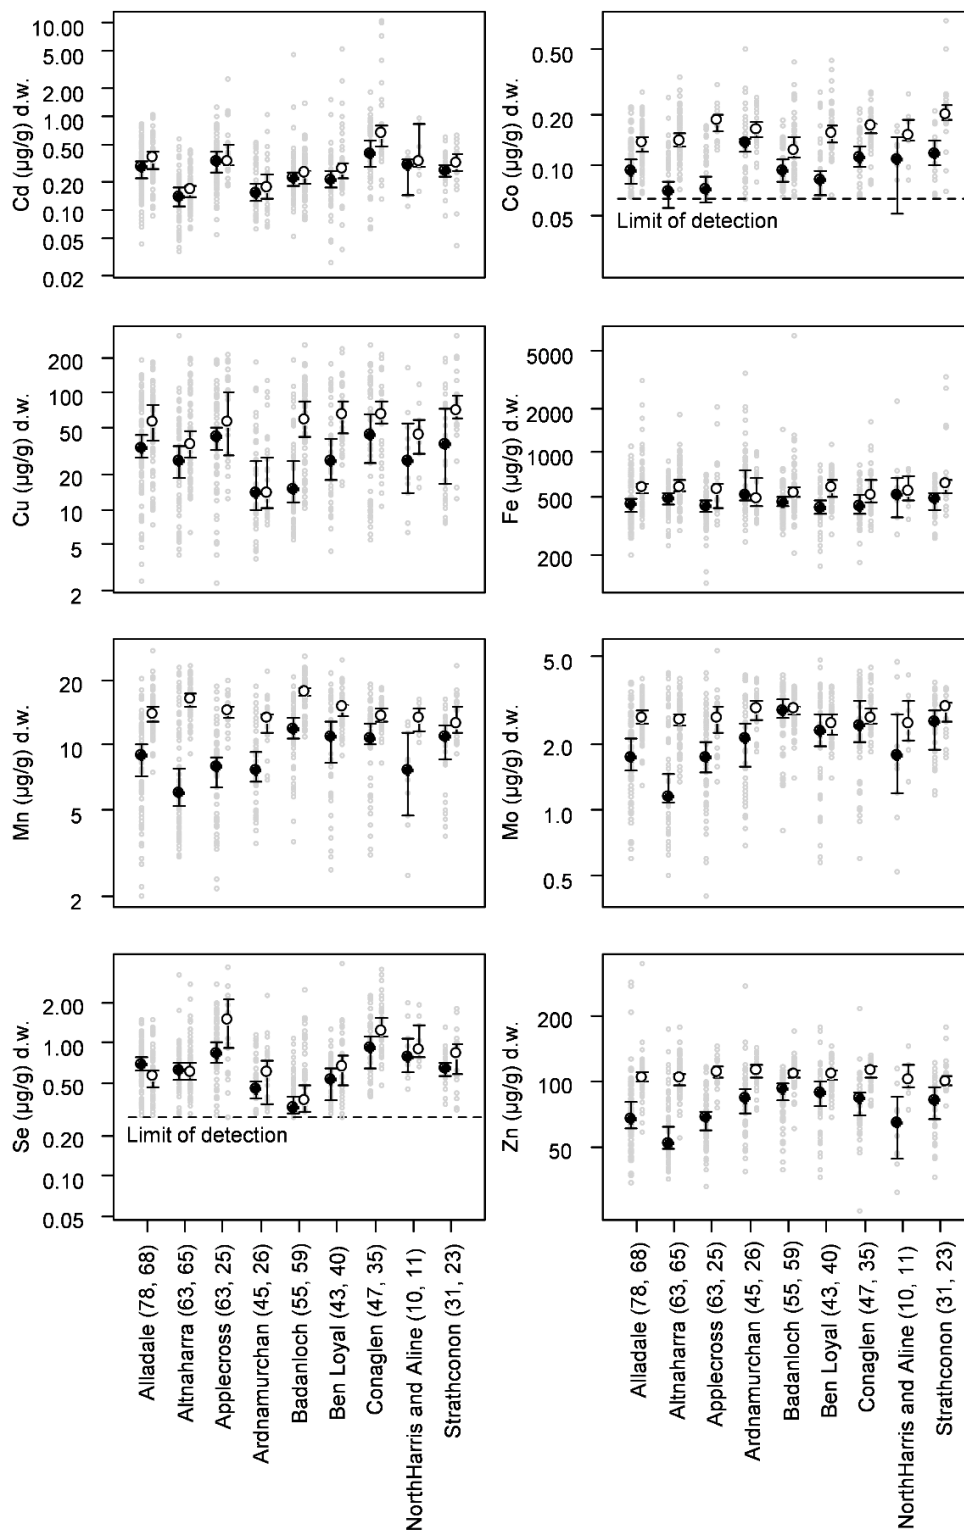 Cd (µg/g) d.w.
10.00
5.00
2.00
1.00
0.50
0.20
0.10
0.05
0.02
Co (µg/g) d.w.
0.50
0.20
0.10
0.05
Limit of detection
Cu (µg/g) d.w.
200
100
50
20
10
5
2
Fe (µg/g) d.w.
5000
2000
1000
500
200
Mn (µg/g) d.w.
20
10
5
2
Mo (µg/g) d.w.
5.0
2.0
1.0
0.5
Se (µg/g) d.w.
2.00
1.00
0.50
0.20
0.10
0.05
Limit of detection
Zn (µg/g) d.w.
200
100
50
Alladale (78, 68)
Altnaharra (63, 65)
Applecross (63, 25)
Ardnamurchan (45, 26)
Badanloch (55, 59)
Ben Loyal (43, 40)
Conaglen (47, 35)
NorthHarris and Aline (10, 11)
Strathconon (31, 23)
Alladale (78, 68)
Altnaharra (63, 65)
Applecross (63, 25)
Ardnamurchan (45, 26)
Badanloch (55, 59)
Ben Loyal (43, 40)
Conaglen (47, 35)
NorthHarris and Aline (10, 11)
Strathconon (31, 23)